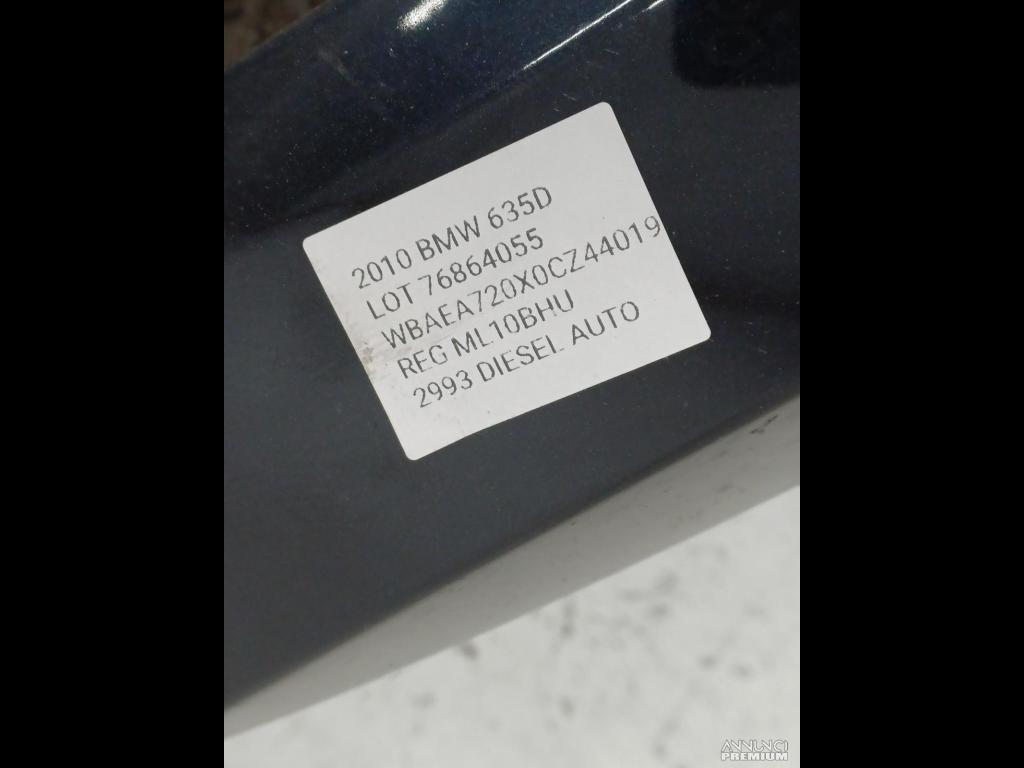 2010 BMW 635D
LOT 76864055
WBAEA720X0CZ44019
REG ML10BHU
2993 DIESEL AUTO
ANNUNCI
PREMIUM